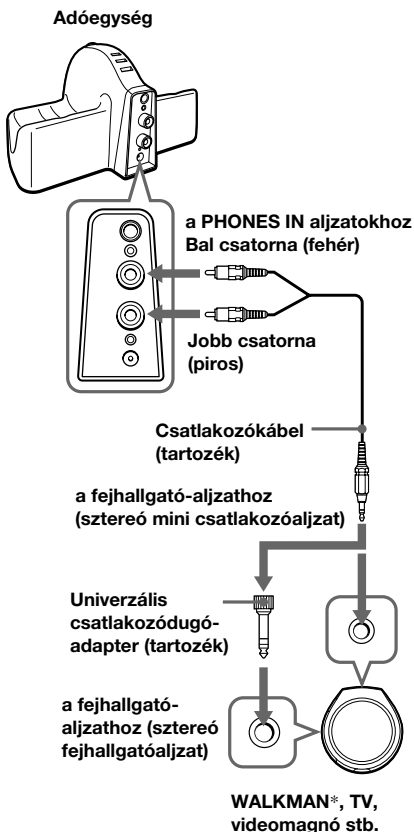 Adóegység
a PHONES IN aljzatokhoz
Bal csatorna (fehér)
Jobb csatorna
(piros)
Csatlakozókábel
(tartozék)
a fejhallgató-aljzathoz
(sztereó mini csatlakozóaljzat)
Univerzális
csatlakozódugó-
adapter (tartozék)
a fejhallgató-
aljzathoz (sztereó
fejhallgatóaljzat)
WALKMAN*, TV,
videomagnó stb.